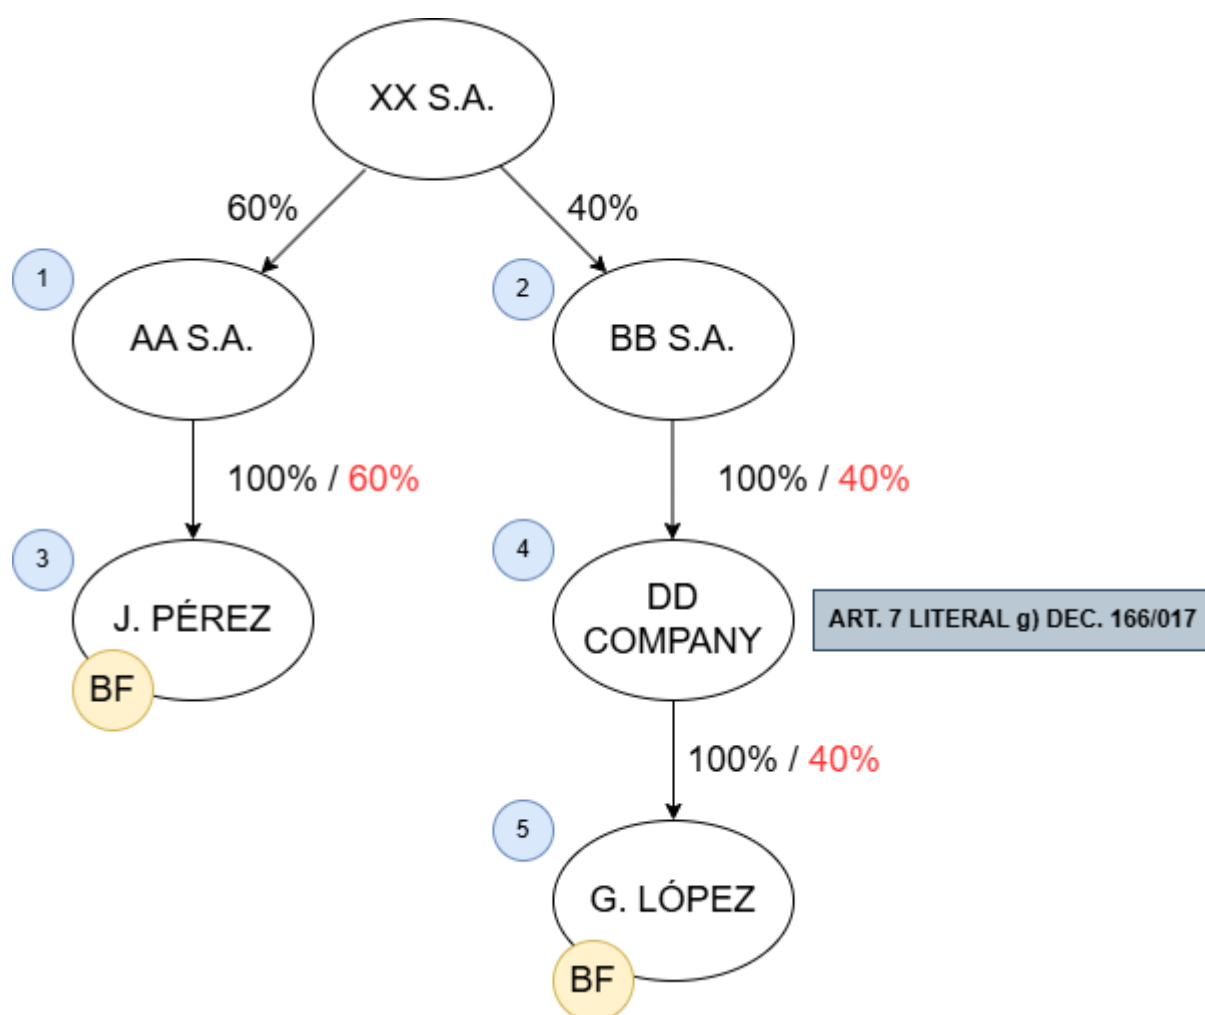 XX S.A.
60%
40%
1
2
AA S.A.
BB S.A.
100% / 60%
100% / 40%
3
4
J. PÉREZ
DD
COMPANY
ART. 7 LITERAL g) DEC. 166/017
BF
100% / 40%
5
G. LÓPEZ
BF